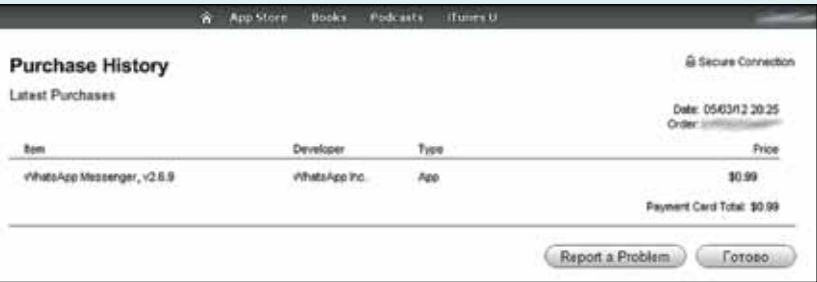 App Store Books Podcasts iTunes U
Purchase History
Secure Connection
Latest Purchases
Date: 05/03/12 20:25
Order:
Item Developer Type Price
WhatsApp Messenger, v2.6.9 WhatsApp Inc. App $0.99
Payment Card Total: $0.99
Report a Problem Готово